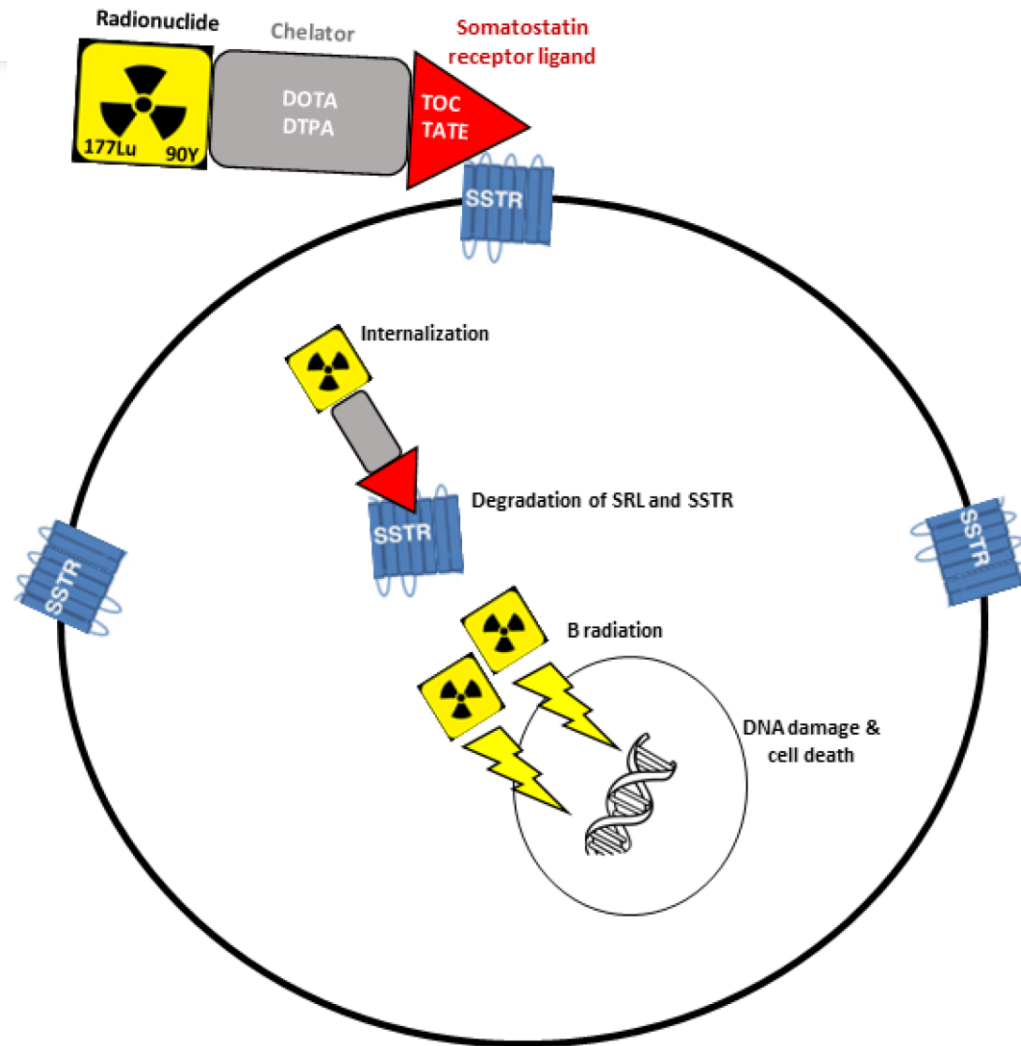 Radionuclide
Chelator
Somatostatin
receptor ligand
DOTA
DTPA
TOC
TATE
177Lu 90Y
SSTR
Internalization
Degradation of SRL and SSTR
SSTR
SSTR
SSTR
B radiation
DNA damage &
cell death